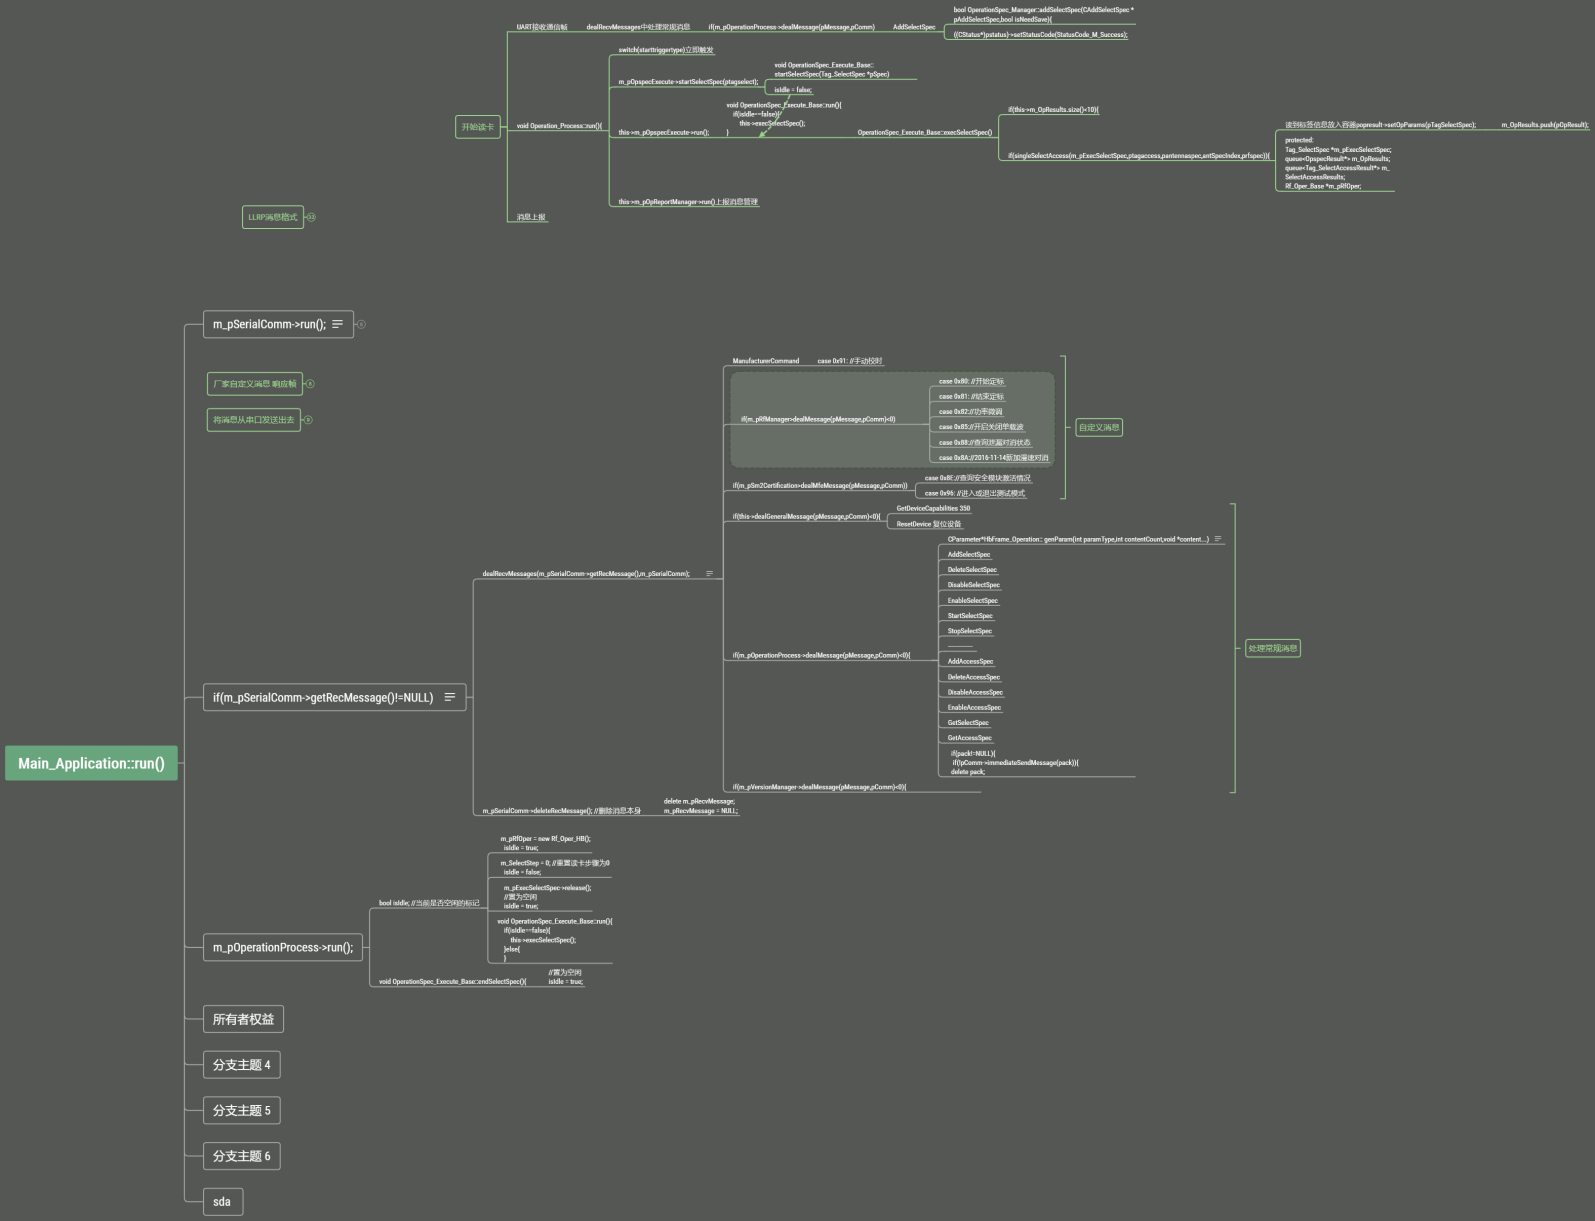 bool OperationSpec_Manager::addSelectSpec(CAddSelectSpec *
pAddSelectSpec,bool isNeedSave){
UART接收通信帧
dealRecvMessages中处理常规消息
if(m_pOperationProcess->dealMessage(pMessage,pComm)
AddSelectSpec
((CStatus*)pstatus)->setStatusCode(StatusCode_M_Success);
switch(starttriggertype)立即触发
void OperationSpec_Execute_Base::
startSelectSpec(Tag_SelectSpec *pSpec)
m_pOpspecExecute->startSelectSpec(ptagselect);
isIdle = false;
开始读卡
void Operation_Process::run(){
void OperationSpec_Execute_Base::run(){
if(isIdle==false){
this->execSelectSpec();
}
this->m_pOpspecExecute->run();
OperationSpec_Execute_Base::execSelectSpec()
if(this->m_OpResults.size()<10){
if(singleSelectAccess(m_pExecSelectSpec,ptagaccess,pantennaspec,antSpecIndex,prfspec)){
读到标签信息放入容器popresult->setOpParams(pTagSelectSpec);
m_OpResults.push(pOpResult);
protected:
Tag_SelectSpec *m_pExecSelectSpec;
queue<OpspecResult*> m_OpResults;
queue<Tag_SelectAccessResult*> m_
SelectAccessResults;
Rf_Oper_Base *m_pRfOper;
this->m_pOpReportManager->run()上报消息管理
消息上报
LLRP消息格式
m_pSerialComm->run();
厂家自定义消息 响应帧
将消息从串口发送出去
ManufacturerCommand
case 0x91: //手动校时
if(m_pRfManager>dealMessage(pMessage,pComm)<0)
case 0x80: //开始定标
case 0x81: //结束定标
case 0x82://功率微调
case 0x85://开启关闭单载波
case 0x88://查询泄漏对消状态
case 0x8A://2016-11-14新加慢速对消
自定义消息
if(m_pSm2Certification>dealMfeMessage(pMessage,pComm))
case 0x8E://查询安全模块激活情况
case 0x96: //进入或退出测试模式
if(this->dealGeneralMessage(pMessage,pComm)<0){
GetDeviceCapabilities 350
ResetDevice 复位设备
CParameter*HbFrame_Operation:: genParam(int paramType,int contentCount,void *content...)
AddSelectSpec
DeleteSelectSpec
DisableSelectSpec
EnableSelectSpec
StartSelectSpec
StopSelectSpec
dealRecvMessages(m_pSerialComm->getRecMessage(),m_pSerialComm);
if(m_pOperationProcess->dealMessage(pMessage,pComm)<0){
AddAccessSpec
DeleteAccessSpec
DisableAccessSpec
EnableAccessSpec
GetSelectSpec
GetAccessSpec
if(pack!=NULL){
if(!pComm->immediateSendMessage(pack)){
delete pack;
处理常规消息
if(m_pVersionManager->dealMessage(pMessage,pComm)<0){
if(m_pSerialComm->getRecMessage()!=NULL)
m_pSerialComm->deleteRecMessage(); //删除消息本身
delete m_pRecvMessage;
m_pRecvMessage = NULL;
Main_Application::run()
m_pRfOper = new Rf_Oper_HB();
isIdle = true;
m_SelectStep = 0; //重置读卡步骤为0
isIdle = false;
m_pExecSelectSpec->release();
//置为空闲
isIdle = true;
bool isIdle; //当前是否空闲的标记
void OperationSpec_Execute_Base::run(){
if(isIdle==false){
this->execSelectSpec();
}else{
}
m_pOperationProcess->run();
void OperationSpec_Execute_Base::endSelectSpec(){
//置为空闲
isIdle = true;
所有者权益
分支主题 4
分支主题 5
分支主题 6
sda